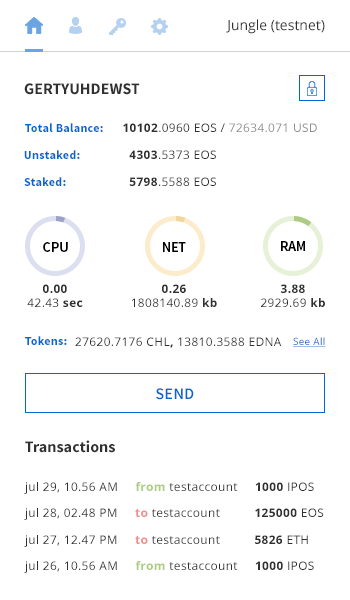 Jungle (testnet)
GERTYUHDEWST
Total Balance: 10102.0960 EOS / 72634.071 USD
Unstaked: 4303.5373 EOS
Staked: 5798.5588 EOS
CPU NET RAM
0.00 0.26 3.88
42.43 sec 1808140.89 kb 2929.69 kb
Tokens: 27620.7176 CHL, 13810.3588 EDNA See All
SEND
Transactions
jul 29, 10.56 AM from testaccount 1000 IPOS
jul 28, 02.48 PM to testaccount 125000 EOS
jul 27, 12.47 PM to testaccount 5826 ETH
jul 26, 10.56 AM from testaccount 1000 IPOS